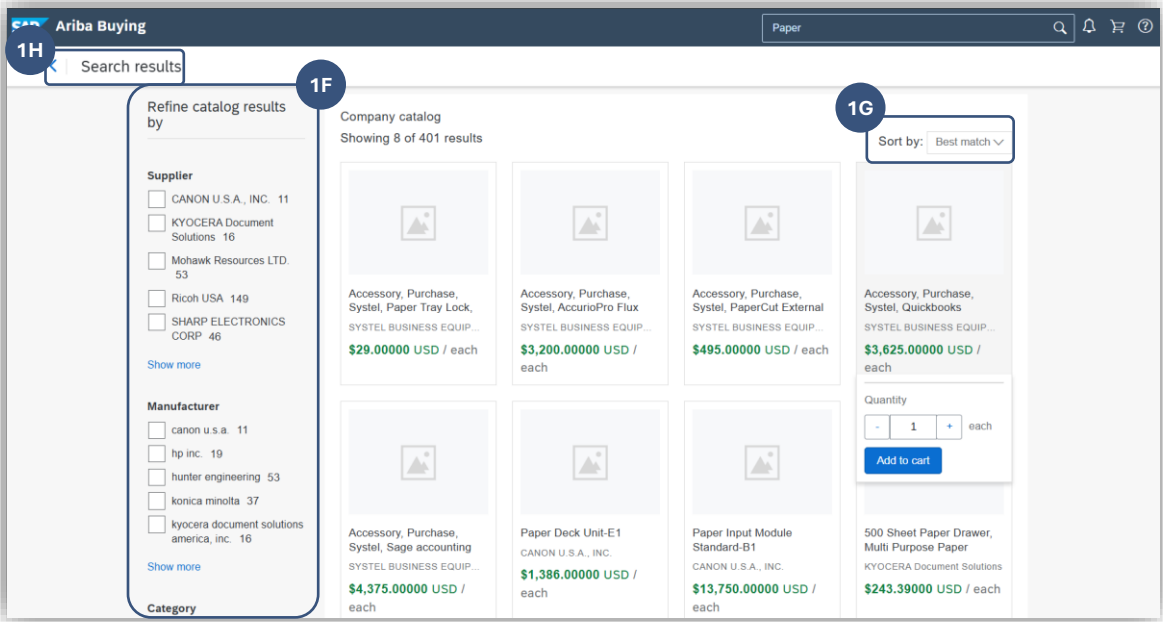 SAP Ariba Buying
Paper
1H
Search results
1F
Refine catalog results
by
Supplier
CANON U.S.A., INC. 11
KYOCERA Document
Solutions 16
Mohawk Resources LTD.
53
Ricoh USA 149
SHARP ELECTRONICS
CORP 46
Show more
Manufacturer
canon u.s.a. 11
hp inc. 19
hunter engineering 53
konica minolta 37
kyocera document solutions
america, inc. 16
Show more
Category
Company catalog
Showing 8 of 401 results
1G
Sort by: Best match
Accessory, Purchase,
Systel, Paper Tray Lock,
SYSTEL BUSINESS EQUIP...
$29.00000 USD / each
Accessory, Purchase,
Systel, AccurioPro Flux
SYSTEL BUSINESS EQUIP...
$3,200.00000 USD /
each
Accessory, Purchase,
Systel, PaperCut External
SYSTEL BUSINESS EQUIP...
$495.00000 USD / each
Accessory, Purchase,
Systel, Quickbooks
SYSTEL BUSINESS EQUIP...
$3,625.00000 USD /
each
Quantity
- 1 + each
Add to cart
Accessory, Purchase,
Systel, Sage accounting
SYSTEL BUSINESS EQUIP...
$4,375.00000 USD /
each
Paper Deck Unit-E1
CANON U.S.A., INC.
$1,386.00000 USD /
each
Paper Input Module
Standard-B1
CANON U.S.A., INC.
$13,750.00000 USD /
each
500 Sheet Paper Drawer,
Multi Purpose Paper
KYOCERA Document Solutions
$243.39000 USD / each